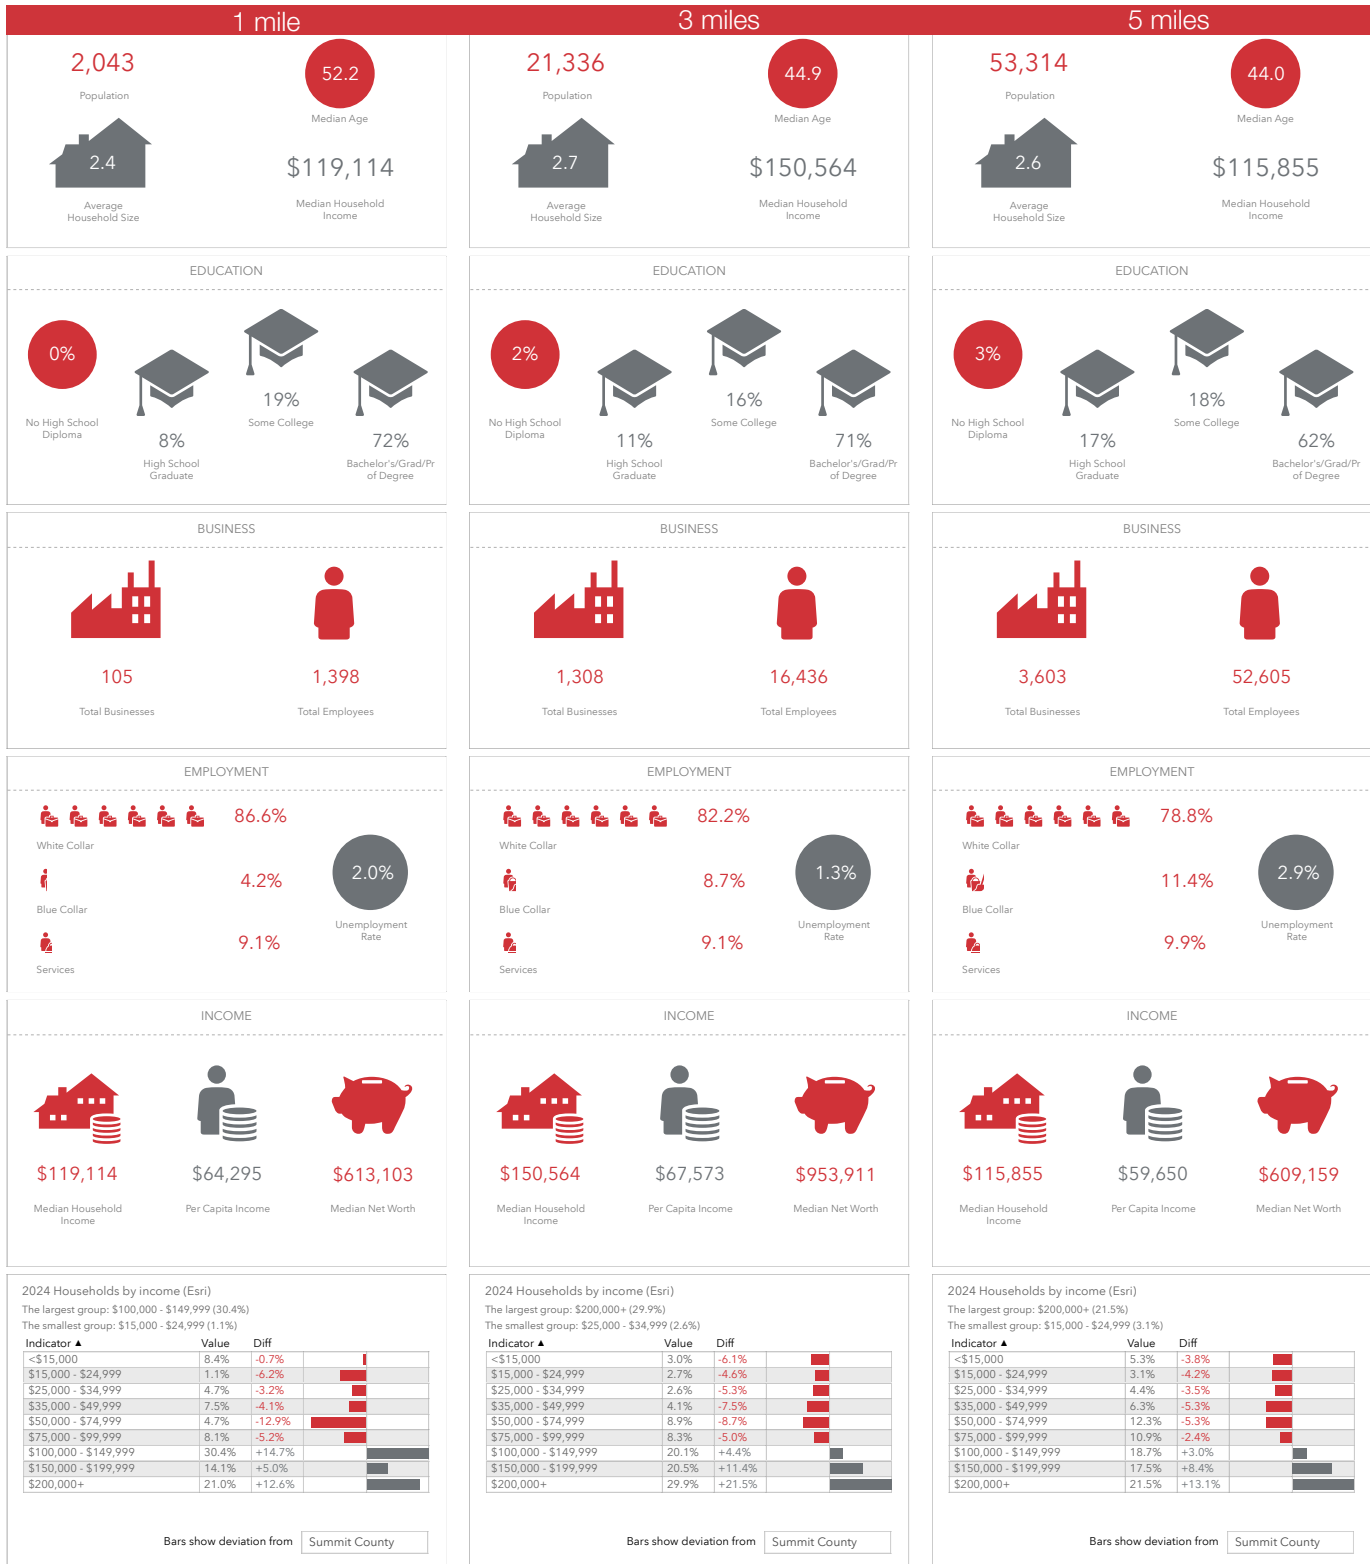 1 mile
3 miles
5 miles
2,043
Population
52.2
Median Age
2.4
Average
Household Size
$119,114
Median Household
Income
21,336
Population
44.9
Median Age
2.7
Average
Household Size
$150,564
Median Household
Income
53,314
Population
44.0
Median Age
2.6
Average
Household Size
$115,855
Median Household
Income
EDUCATION
0%
No High School
Diploma
8%
High School
Graduate
19%
Some College
72%
Bachelor's/Grad/Pr
of Degree
EDUCATION
2%
No High School
Diploma
11%
High School
Graduate
16%
Some College
71%
Bachelor's/Grad/Pr
of Degree
EDUCATION
3%
No High School
Diploma
17%
High School
Graduate
18%
Some College
62%
Bachelor's/Grad/Pr
of Degree
BUSINESS
105
Total Businesses
1,398
Total Employees
BUSINESS
1,308
Total Businesses
16,436
Total Employees
BUSINESS
3,603
Total Businesses
52,605
Total Employees
EMPLOYMENT
86.6%
White Collar
4.2%
Blue Collar
9.1%
Services
2.0%
Unemployment
Rate
EMPLOYMENT
82.2%
White Collar
8.7%
Blue Collar
9.1%
Services
1.3%
Unemployment
Rate
EMPLOYMENT
78.8%
White Collar
11.4%
Blue Collar
9.9%
Services
2.9%
Unemployment
Rate
INCOME
$119,114
Median Household
Income
$64,295
Per Capita Income
$613,103
Median Net Worth
INCOME
$150,564
Median Household
Income
$67,573
Per Capita Income
$953,911
Median Net Worth
INCOME
$115,855
Median Household
Income
$59,650
Per Capita Income
$609,159
Median Net Worth
2024 Households by income (Esri)
The largest group: $100,000 - $149,999 (30.4%)
The smallest group: $15,000 - $24,999 (1.1%)
Indicator ▲ Value Diff
<$15,000 8.4% -0.7%
$15,000 - $24,999 1.1% -6.2%
$25,000 - $34,999 4.7% -3.2%
$35,000 - $49,999 7.5% -4.1%
$50,000 - $74,999 4.7% -12.9%
$75,000 - $99,999 8.1% -5.2%
$100,000 - $149,999 30.4% +14.7%
$150,000 - $199,999 14.1% +5.0%
$200,000+ 21.0% +12.6%
Bars show deviation from Summit County
2024 Households by income (Esri)
The largest group: $200,000+ (29.9%)
The smallest group: $25,000 - $34,999 (2.6%)
Indicator ▲ Value Diff
<$15,000 3.0% -6.1%
$15,000 - $24,999 2.7% -4.6%
$25,000 - $34,999 2.6% -5.3%
$35,000 - $49,999 4.1% -7.5%
$50,000 - $74,999 8.9% -8.7%
$75,000 - $99,999 8.3% -5.0%
$100,000 - $149,999 20.1% +4.4%
$150,000 - $199,999 20.5% +11.4%
$200,000+ 29.9% +21.5%
Bars show deviation from Summit County
2024 Households by income (Esri)
The largest group: $200,000+ (21.5%)
The smallest group: $15,000 - $24,999 (3.1%)
Indicator ▲ Value Diff
<$15,000 5.3% -3.8%
$15,000 - $24,999 3.1% -4.2%
$25,000 - $34,999 4.4% -3.5%
$35,000 - $49,999 6.3% -5.3%
$50,000 - $74,999 12.3% -5.3%
$75,000 - $99,999 10.9% -2.4%
$100,000 - $149,999 18.7% +3.0%
$150,000 - $199,999 17.5% +8.4%
$200,000+ 21.5% +13.1%
Bars show deviation from Summit County